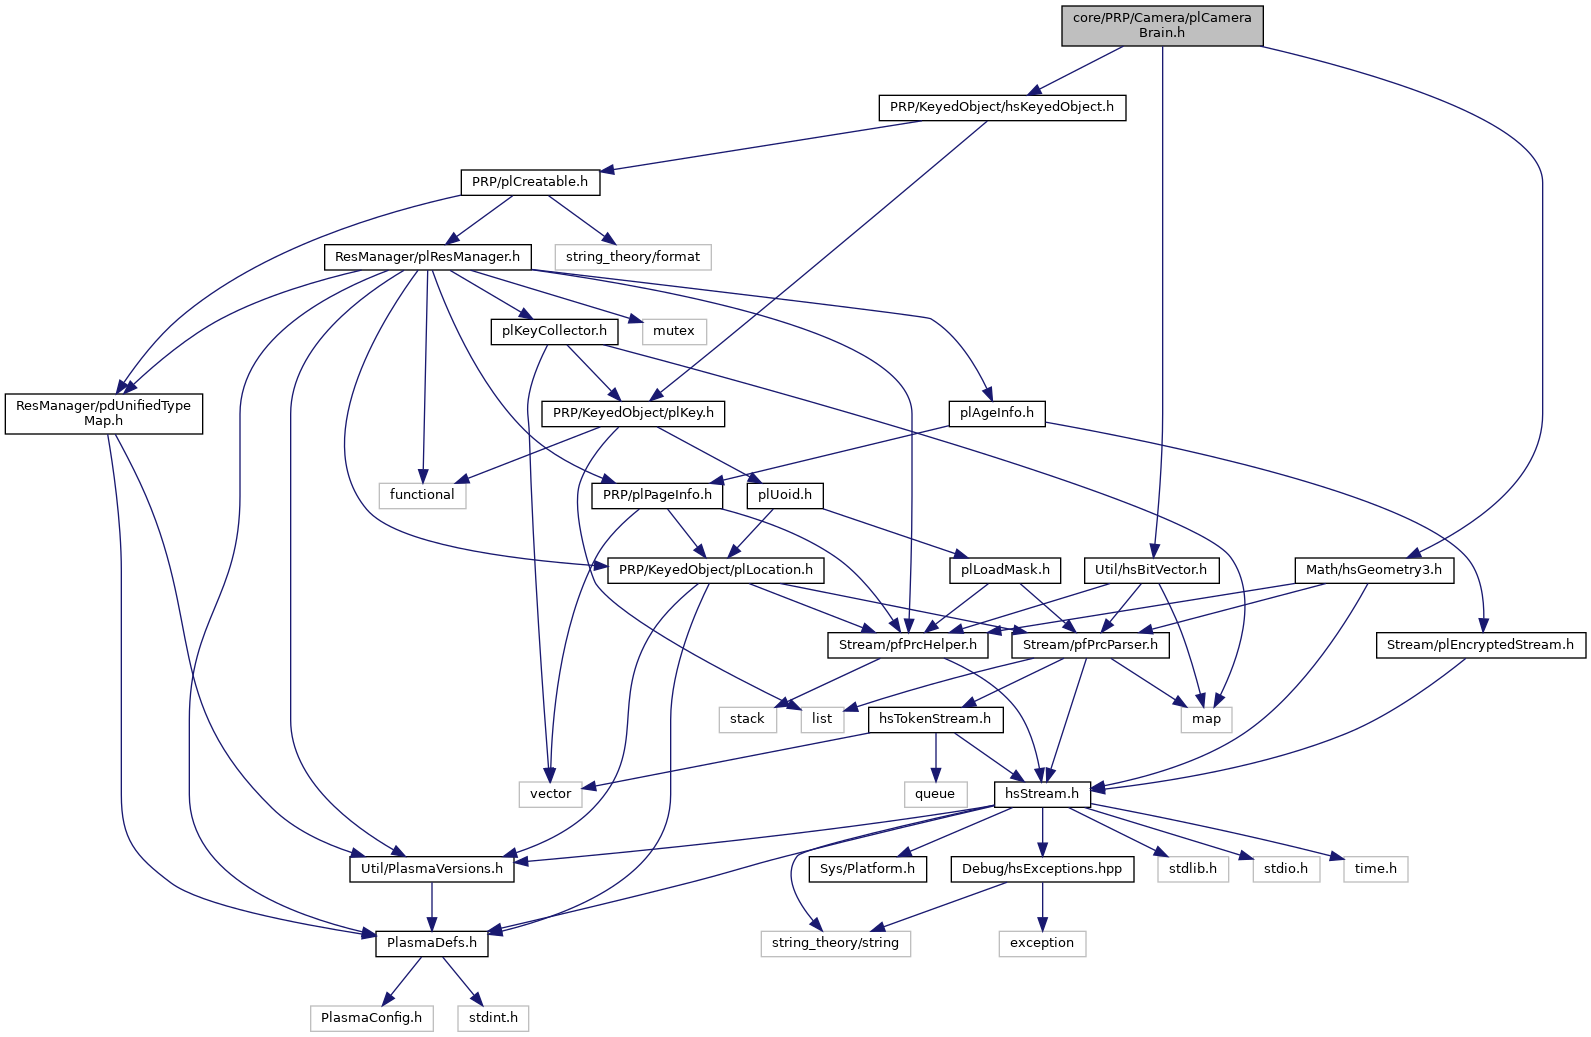 core/PRP/Camera/plCamera
Brain.h
PRP/KeyedObject/hsKeyedObject.h
PRP/plCreatable.h
ResManager/plResManager.h
string_theory/format
plKeyCollector.h
mutex
ResManager/pdUnifiedType
Map.h
PRP/KeyedObject/plKey.h
plAgeInfo.h
functional
PRP/plPageInfo.h
plUoid.h
PRP/KeyedObject/plLocation.h
plLoadMask.h
Util/hsBitVector.h
Math/hsGeometry3.h
Stream/pfPrcHelper.h
Stream/pfPrcParser.h
Stream/plEncryptedStream.h
stack
list
hsTokenStream.h
map
vector
queue
hsStream.h
Util/PlasmaVersions.h
Sys/Platform.h
Debug/hsExceptions.hpp
stdlib.h
stdio.h
time.h
PlasmaDefs.h
string_theory/string
exception
PlasmaConfig.h
stdint.h